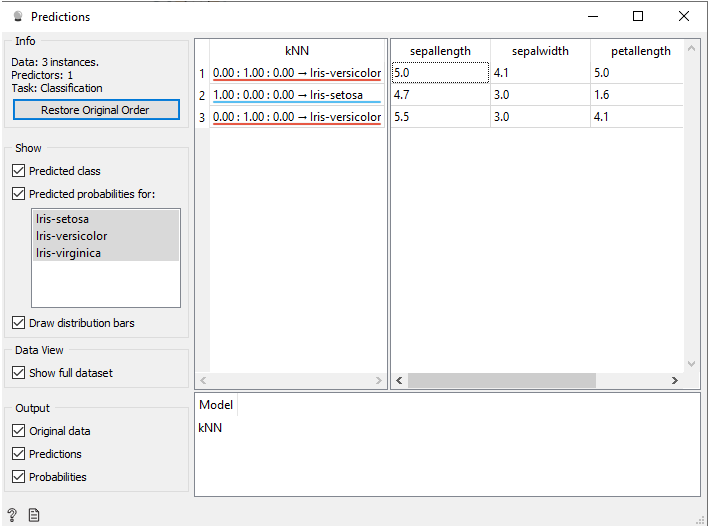 Predictions
Info
Data: 3 instances.
Predictors: 1
Task: Classification
Restore Original Order
Show
Predicted class
Predicted probabilities for:
Iris-setosa
Iris-versicolor
Iris-virginica
Draw distribution bars
Data View
Show full dataset
Output
Original data
Predictions
Probabilities
?
kNN
1 0.00 : 1.00 : 0.00 → Iris-versicolor
2 1.00 : 0.00 : 0.00 → Iris-setosa
3 0.00 : 1.00 : 0.00 → Iris-versicolor
sepallength sepalwidth petallength
5.0 4.1 5.0
4.7 3.0 1.6
5.5 3.0 4.1
Model
kNN